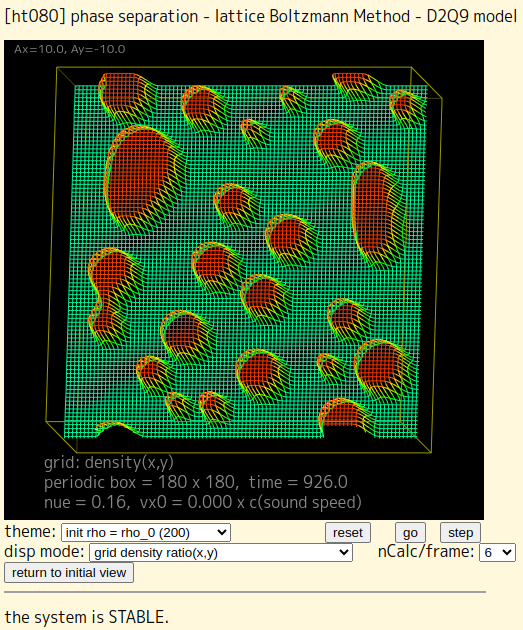 [ht080] phase separation - lattice Boltzmann Method - D2Q9 model
Ax=10.0, Ay=-10.0
grid: density(x,y)
periodic box = 180 x 180,  time = 926.0
nue = 0.16,  vx0 = 0.000 x c(sound speed)
theme: init rho = rho_0 (200) reset go step
disp mode: grid density ratio(x,y) nCalc/frame: 6
return to initial view
the system is STABLE.